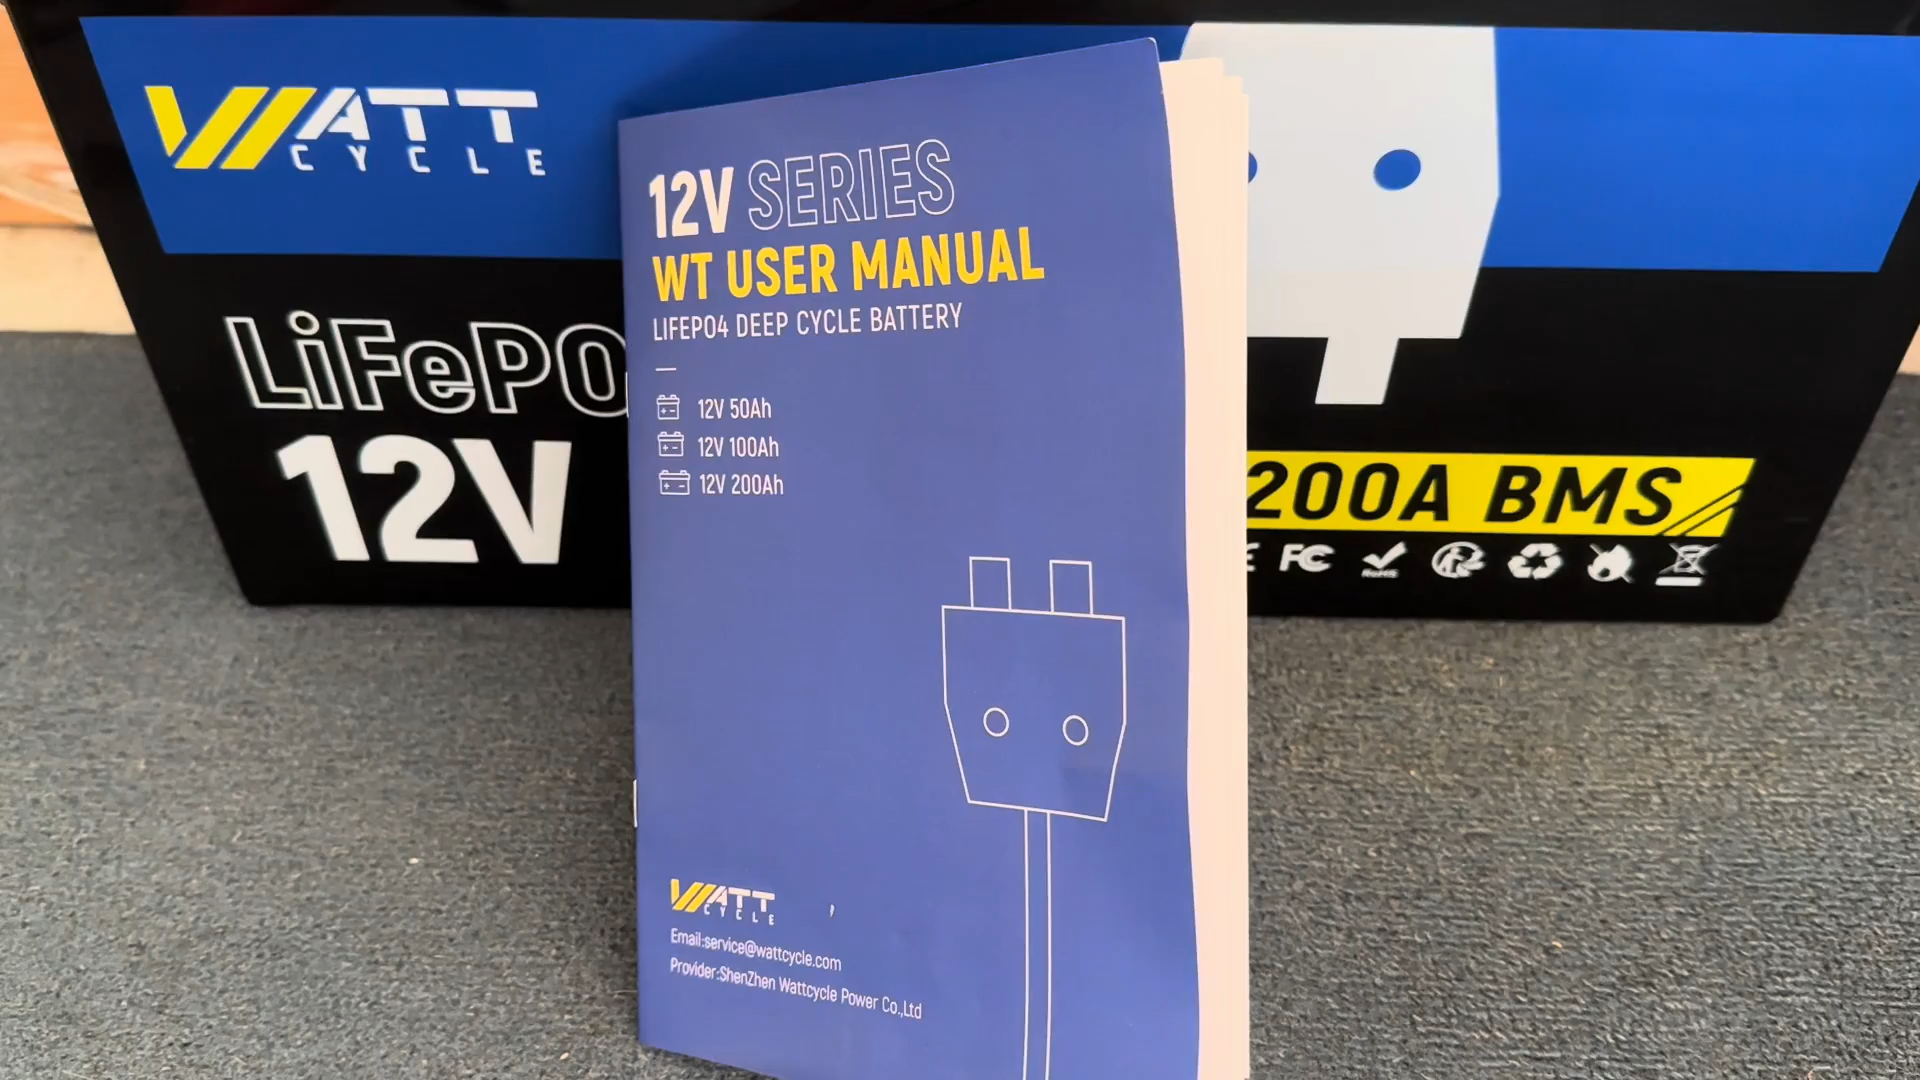 WATT
CYCLE
LiFePO
12V
200A BMS
FC
RoHS
12V SERIES
WT USER MANUAL
LIFEPO4 DEEP CYCLE BATTERY
12V 50Ah
12V 100Ah
12V 200Ah
WATT
CYCLE
Email:service@wattcycle.com
Provider:ShenZhen Wattcycle Power Co.,Ltd